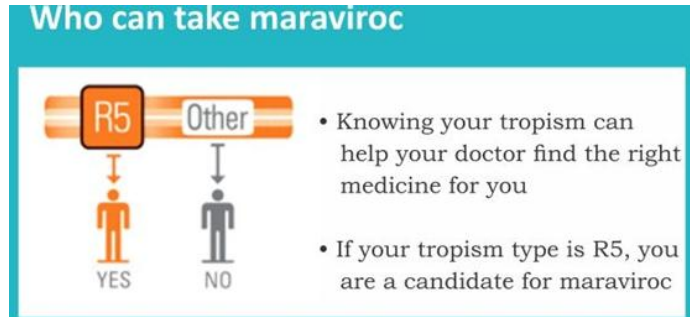 Who can take maraviroc
R5 Other
YES NO
• Knowing your tropism can
help your doctor find the right
medicine for you
• If your tropism type is R5, you
are a candidate for maraviroc